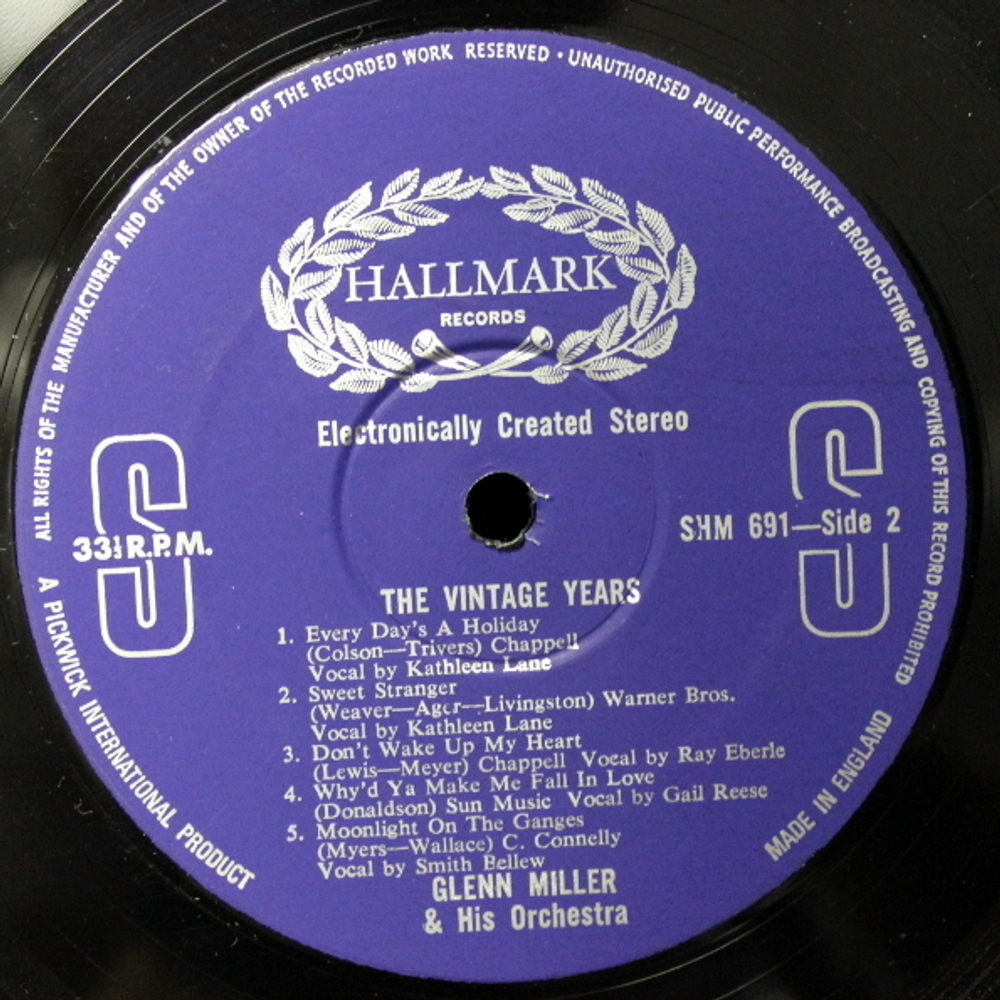 ALL RIGHTS OF THE MANUFACTURER AND OF THE OWNER OF THE RECORDED WORK RESERVED • UNAUTHORISED PUBLIC PERFORMANCE BROADCASTING AND COPYING OF THIS RECORD PROHIBITED
HALLMARK
RECORDS
Electronically Created Stereo
33⅓ R.P.M.
SHM 691—Side 2
THE VINTAGE YEARS
1. Every Day's A Holiday
(Colson—Trivers) Chappell
Vocal by Kathleen Lane
2. Sweet Stranger
(Weaver—Ager—Livingston) Warner Bros.
Vocal by Kathleen Lane
3. Don't Wake Up My Heart
(Lewis—Meyer) Chappell Vocal by Ray Eberle
4. Why'd Ya Make Me Fall In Love
(Donaldson) Sun Music Vocal by Gail Reese
5. Moonlight On The Ganges
(Myers—Wallace) C. Connelly
Vocal by Smith Bellew
GLENN MILLER
& His Orchestra
A PICKWICK INTERNATIONAL PRODUCT
MADE IN ENGLAND